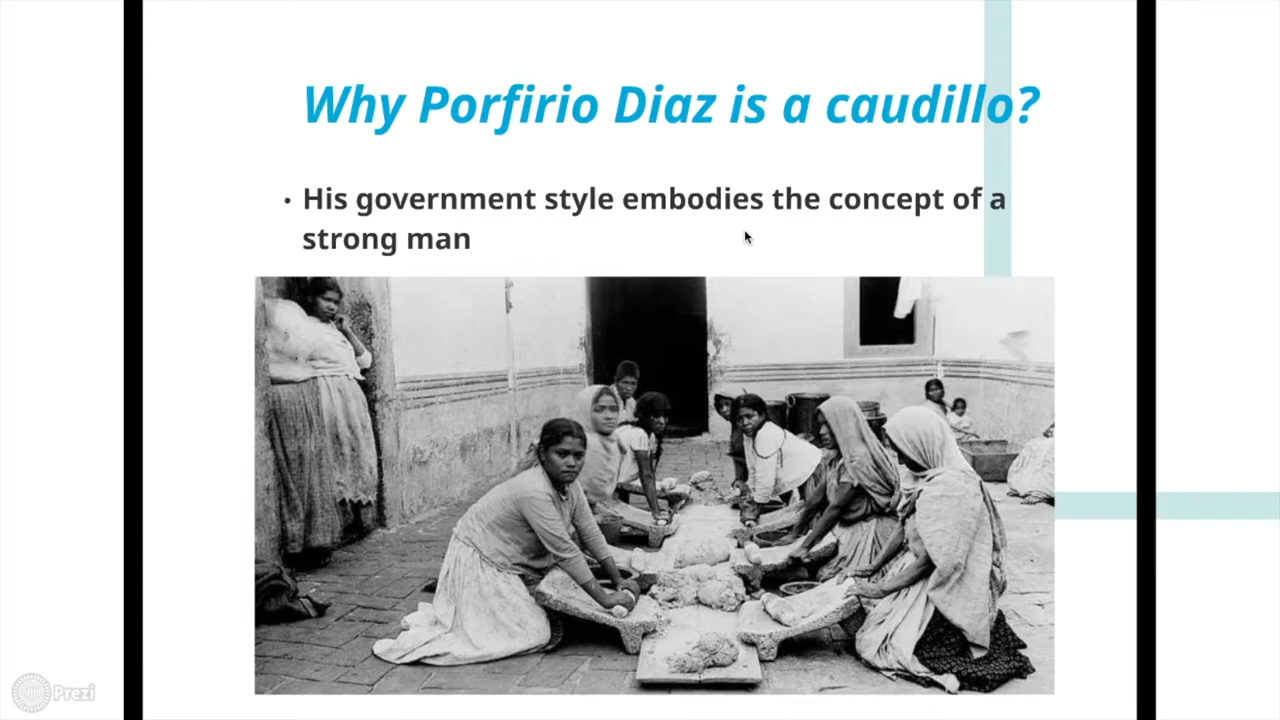 Why Porfirio Diaz is a caudillo?
• His government style embodies the concept of a
strong man
Prezi